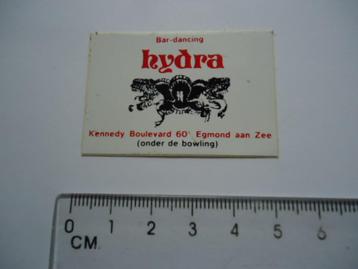 Bar-dancing
hydra
Kennedy Boulevard 60' Egmond aan Zee
(onder de bowling)
0 1 2 3 4 5 6
CM